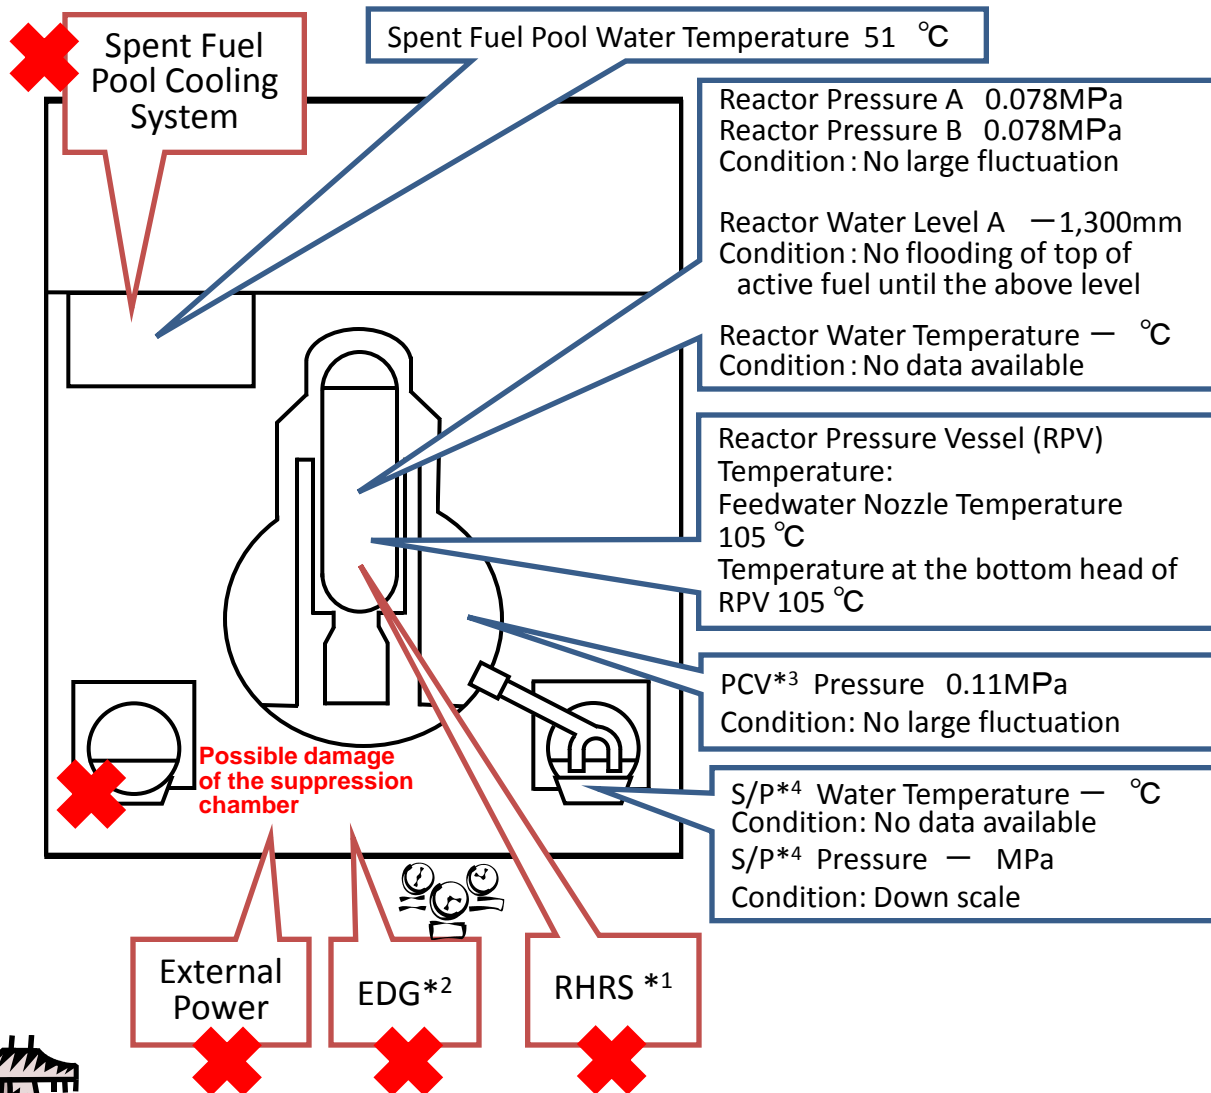 Spent Fuel
Pool Cooling
System
Spent Fuel Pool Water Temperature 51 ℃
Reactor Pressure A 0.078MPa
Reactor Pressure B 0.078MPa
Condition : No large fluctuation
Reactor Water Level A －1,300mm
Condition : No flooding of top of
active fuel until the above level
Reactor Water Temperature － ℃
Condition : No data available
Reactor Pressure Vessel (RPV)
Temperature:
Feedwater Nozzle Temperature
105 ℃
Temperature at the bottom head of
RPV 105 ℃
PCV*3 Pressure 0.11MPa
Condition: No large fluctuation
Possible damage
of the suppression
chamber
S/P*4 Water Temperature － ℃
Condition: No data available
S/P*4 Pressure － MPa
Condition: Down scale
External
Power
EDG*2
RHRS *1